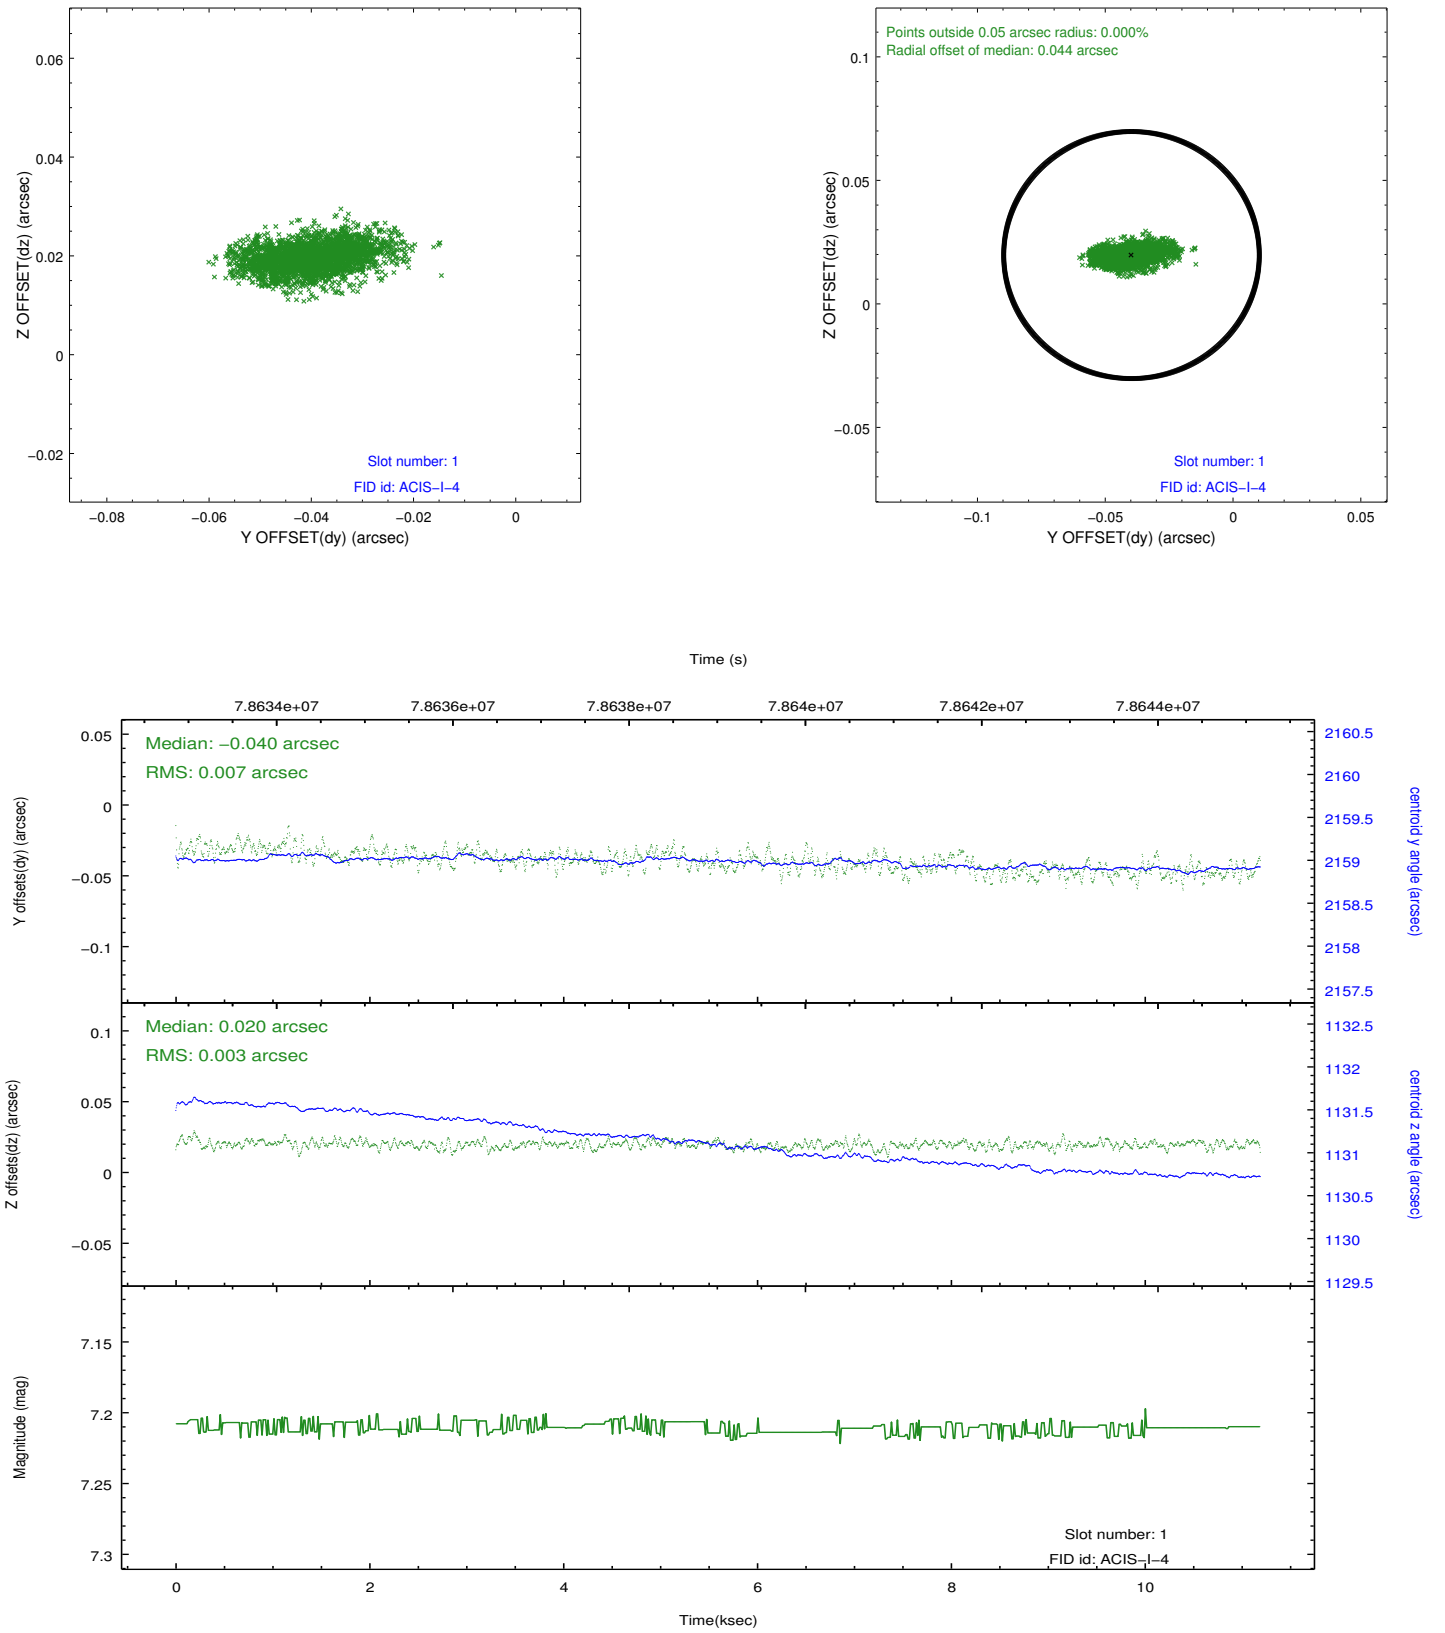 0.06
0.04
0.02
0
−0.02
Z OFFSET(dz) (arcsec)
Slot number: 1
FID id: ACIS−I−4
−0.08
−0.06
−0.04
−0.02
0
Y OFFSET(dy) (arcsec)
Points outside 0.05 arcsec radius: 0.000%
Radial offset of median: 0.044 arcsec
0.1
0.05
0
−0.05
Z OFFSET(dz) (arcsec)
Slot number: 1
FID id: ACIS−I−4
−0.1
−0.05
0
0.05
Y OFFSET(dy) (arcsec)
Time (s)
7.8634e+07
7.8636e+07
7.8638e+07
7.864e+07
7.8642e+07
7.8644e+07
Median: −0.040 arcsec
RMS: 0.007 arcsec
0.05
0
−0.05
−0.1
Y offsets(dy) (arcsec)
2160.5
2160
2159.5
2159
2158.5
2158
2157.5
centroid y angle (arcsec)
Median: 0.020 arcsec
RMS: 0.003 arcsec
0.1
0.05
0
−0.05
Z offsets(dz) (arcsec)
1132.5
1132
1131.5
1131
1130.5
1130
1129.5
centroid z angle (arcsec)
7.15
7.2
7.25
7.3
Magnitude (mag)
Slot number: 1
FID id: ACIS−I−4
0
2
4
6
8
10
Time(ksec)